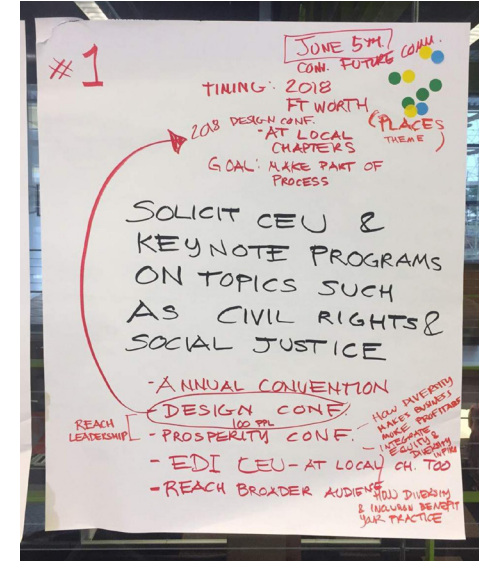 #1
JUNE 5TH.
CONV. FUTURE COMM.
TIMING: 2018
FT WORTH
(PLACES
THEME)
2018 DESIGN CONF.
-AT LOCAL
CHAPTERS
GOAL: MAKE PART OF
PROCESS
SOLICIT CEU &
KEYNOTE PROGRAMS
ON TOPICS SUCH
AS CIVIL RIGHTS &
SOCIAL JUSTICE
-ANNUAL CONVENTION
-DESIGN CONF.
100 PPL
REACH
LEADERSHIP
-PROSPERITY CONF.
-HOW DIVERSITY
MAKES BUSINESS
MORE PROFITABLE
-INTEGRATE
EQUITY &
DIVERSITY
-EDI CEU-AT LOCAL CH. TOO
-REACH BROADER AUDIENCE
HOW DIVERSITY
& INCLUSION BENEFIT
YOUR PRACTICE